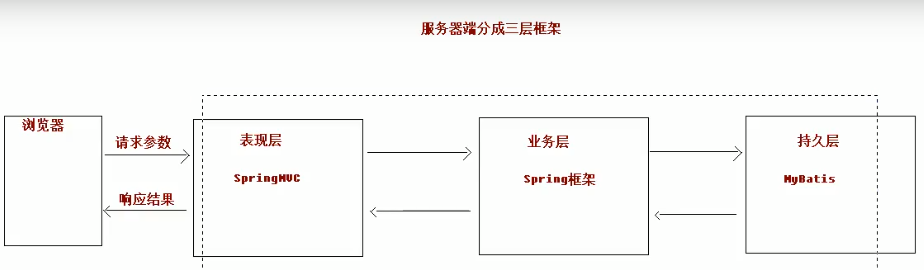 服务器端分成三层框架
浏览器
请求参数
响应结果
表现层
SpringMVC
业务层
Spring框架
持久层
MyBatis